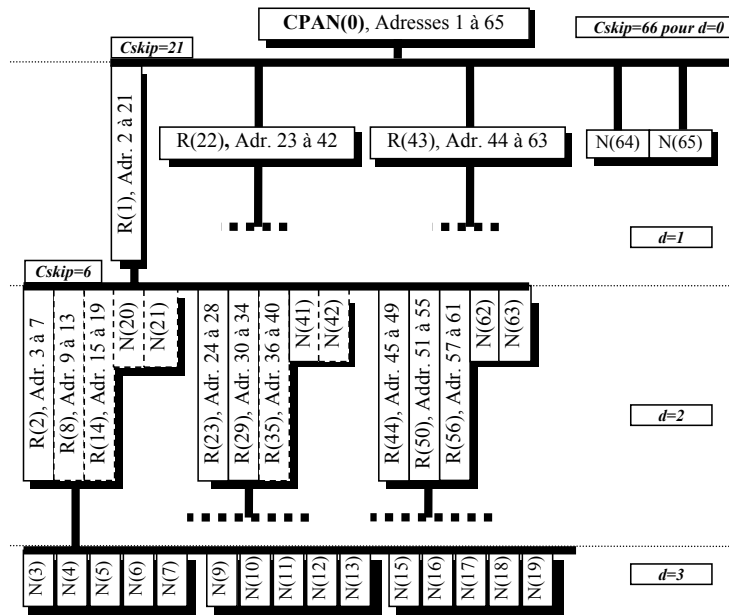 CPAN(0), Adresses 1 à 65
Cskip=66 pour d=0
Cskip=21
R(1), Adr. 2 à 21
R(22), Adr. 23 à 42
R(43), Adr. 44 à 63
N(64)
N(65)
d=1
Cskip=6
R(2), Adr. 3 à 7
R(8), Adr. 9 à 13
R(14), Adr. 15 à 19
N(20)
N(21)
R(23), Adr. 24 à 28
R(29), Adr. 30 à 34
R(35), Adr. 36 à 40
N(41)
N(42)
R(44), Adr. 45 à 49
R(50), Addr. 51 à 55
R(56), Adr. 57 à 61
N(62)
N(63)
d=2
N(3)
N(4)
N(5)
N(6)
N(7)
N(9)
N(10)
N(11)
N(12)
N(13)
N(15)
N(16)
N(17)
N(18)
N(19)
d=3